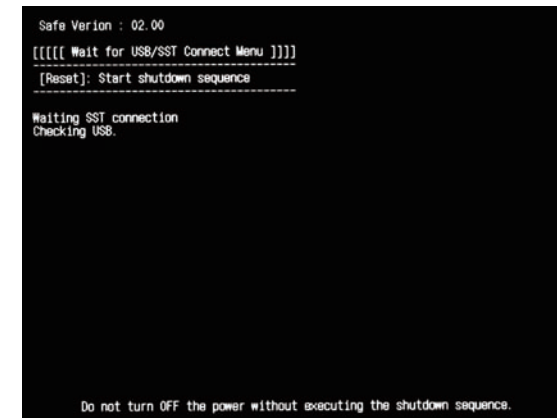 Safe Verion : 02.00
[[[[[ Wait for USB/SST Connect Menu ]]]]
[Reset]: Start shutdown sequence
Waiting SST connection
Checking USB.
Do not turn OFF the power without executing the shutdown sequence.